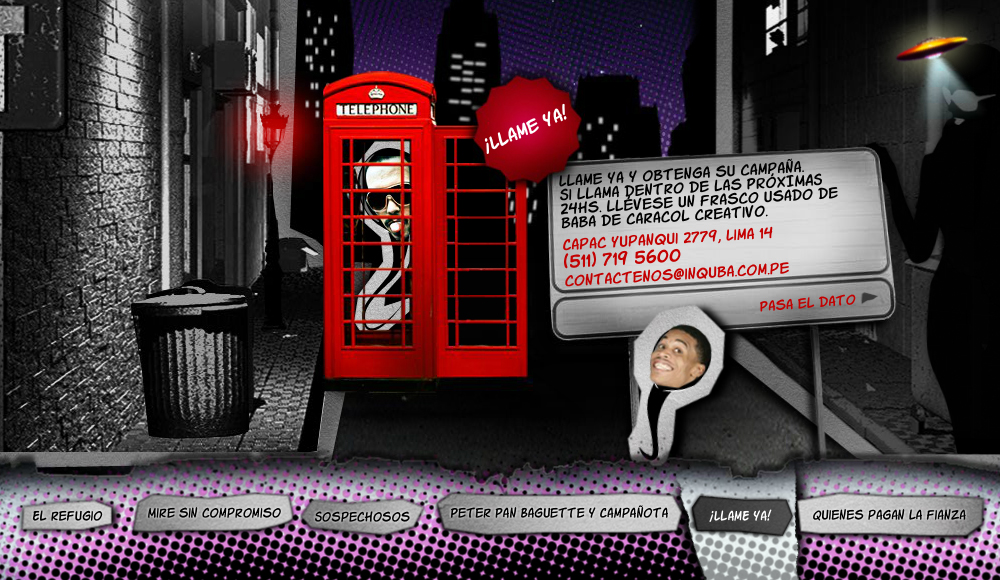 TELEPHONE
¡LLAME YA!
LLAME YA Y OBTENGA SU CAMPAÑA.
SI LLAMA DENTRO DE LAS PRÓXIMAS
24HS. LLÉVESE UN FRASCO USADO DE
BABA DE CARACOL CREATIVO.
CAPAC YUPANQUI 2779, LIMA 14
(511) 719 5600
CONTACTENOS@INQUBA.COM.PE
PASA EL DATO
EL REFUGIO
MIRE SIN COMPROMISO
SOSPECHOSOS
PETER PAN BAGUETTE Y CAMPAÑOTA
¡LLAME YA!
QUIENES PAGAN LA FIANZA